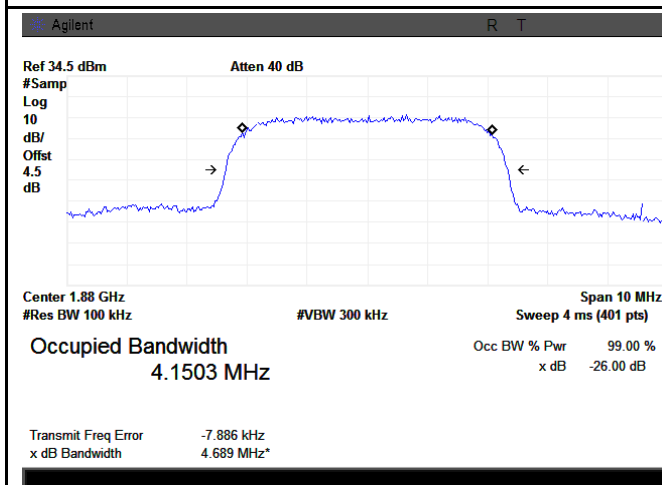 Agilent R T
Ref 34.5 dBm Atten 40 dB
#Samp
Log
10
dB/
Offst
4.5
dB
Center 1.88 GHz Span 10 MHz
#Res BW 100 kHz #VBW 300 kHz Sweep 4 ms (401 pts)
Occupied Bandwidth Occ BW % Pwr 99.00 %
4.1503 MHz x dB -26.00 dB
Transmit Freq Error -7.886 kHz
x dB Bandwidth 4.689 MHz*